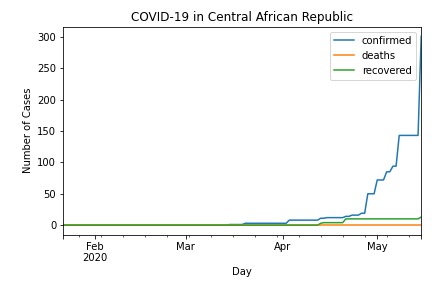 COVID-19 in Central African Republic
300
250
200
150
100
50
0
Number of Cases
confirmed
deaths
recovered
Feb
2020
Mar
Apr
May
Day